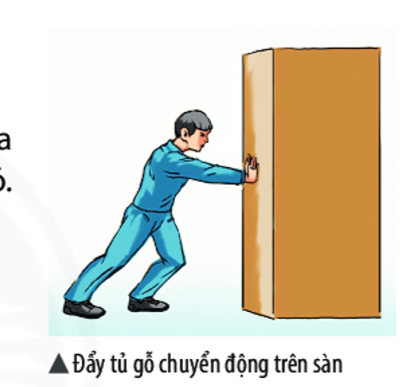 a
ó.
▲ Đẩy tủ gỗ chuyển động trên sàn